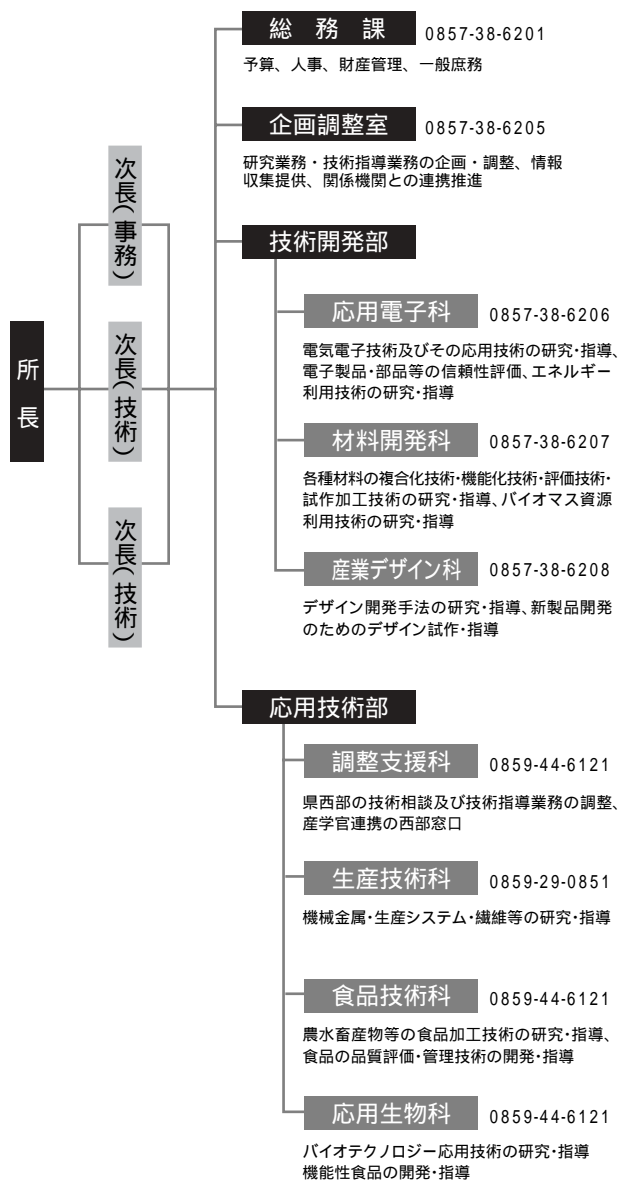 所長
次長(事務)
次長(技術)
次長(技術)
総務課 0857-38-6201
予算、人事、財産管理、一般庶務
企画調整室 0857-38-6205
研究業務・技術指導業務の企画・調整、情報
収集提供、関係機関との連携推進
技術開発部
応用電子科 0857-38-6206
電気電子技術及びその応用技術の研究・指導、
電子製品・部品等の信頼性評価、エネルギー
利用技術の研究・指導
材料開発科 0857-38-6207
各種材料の複合化技術・機能化技術・評価技術・
試作加工技術の研究・指導、バイオマス資源
利用技術の研究・指導
産業デザイン科 0857-38-6208
デザイン開発手法の研究・指導、新製品開発
のためのデザイン試作・指導
応用技術部
調整支援科 0859-44-6121
県西部の技術相談及び技術指導業務の調整、
産学官連携の西部窓口
生産技術科 0859-29-0851
機械金属・生産システム・繊維等の研究・指導
食品技術科 0859-44-6121
農水畜産物等の食品加工技術の研究・指導、
食品の品質評価・管理技術の開発・指導
応用生物科 0859-44-6121
バイオテクノロジー応用技術の研究・指導
機能性食品の開発・指導